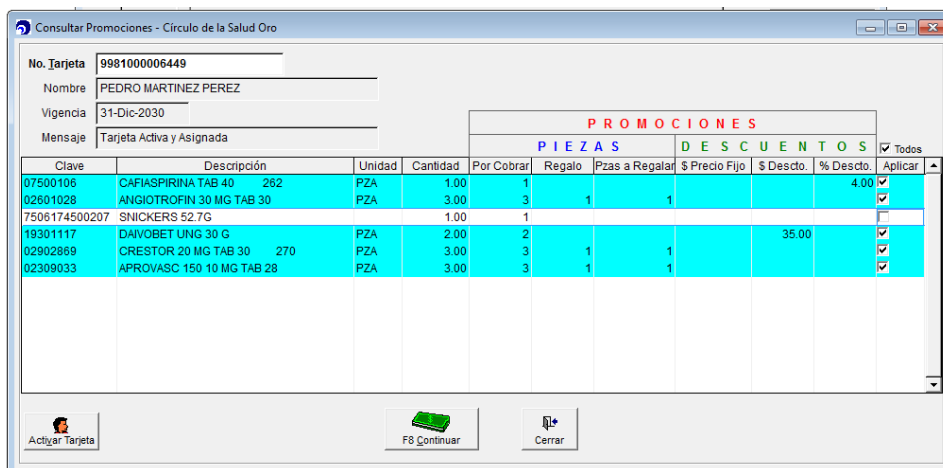 Consultar Promociones - Círculo de la Salud Oro
No. Tarjeta 9981000006449
Nombre PEDRO MARTINEZ PEREZ
Vigencia 31-Dic-2030
Mensaje Tarjeta Activa y Asignada
PROMOCIONES
PIEZAS DESCUENTOS Todos
Clave Descripción Unidad Cantidad Por Cobrar Regalo Pzas a Regalar $ Precio Fijo $ Descto. % Descto. Aplicar
07500106 CAFIASPIRINA TAB 40 262 PZA 1.00 1 4.00
02601028 ANGIOTROFIN 30 MG TAB 30 PZA 3.00 3 1 1
7506174500207 SNICKERS 52.7G 1.00 1
19301117 DAIVOBET UNG 30 G PZA 2.00 2 35.00
02902869 CRESTOR 20 MG TAB 30 270 PZA 3.00 3 1 1
02309033 APROVASC 150 10 MG TAB 28 PZA 3.00 3 1 1
Activar Tarjeta F8 Continuar Cerrar